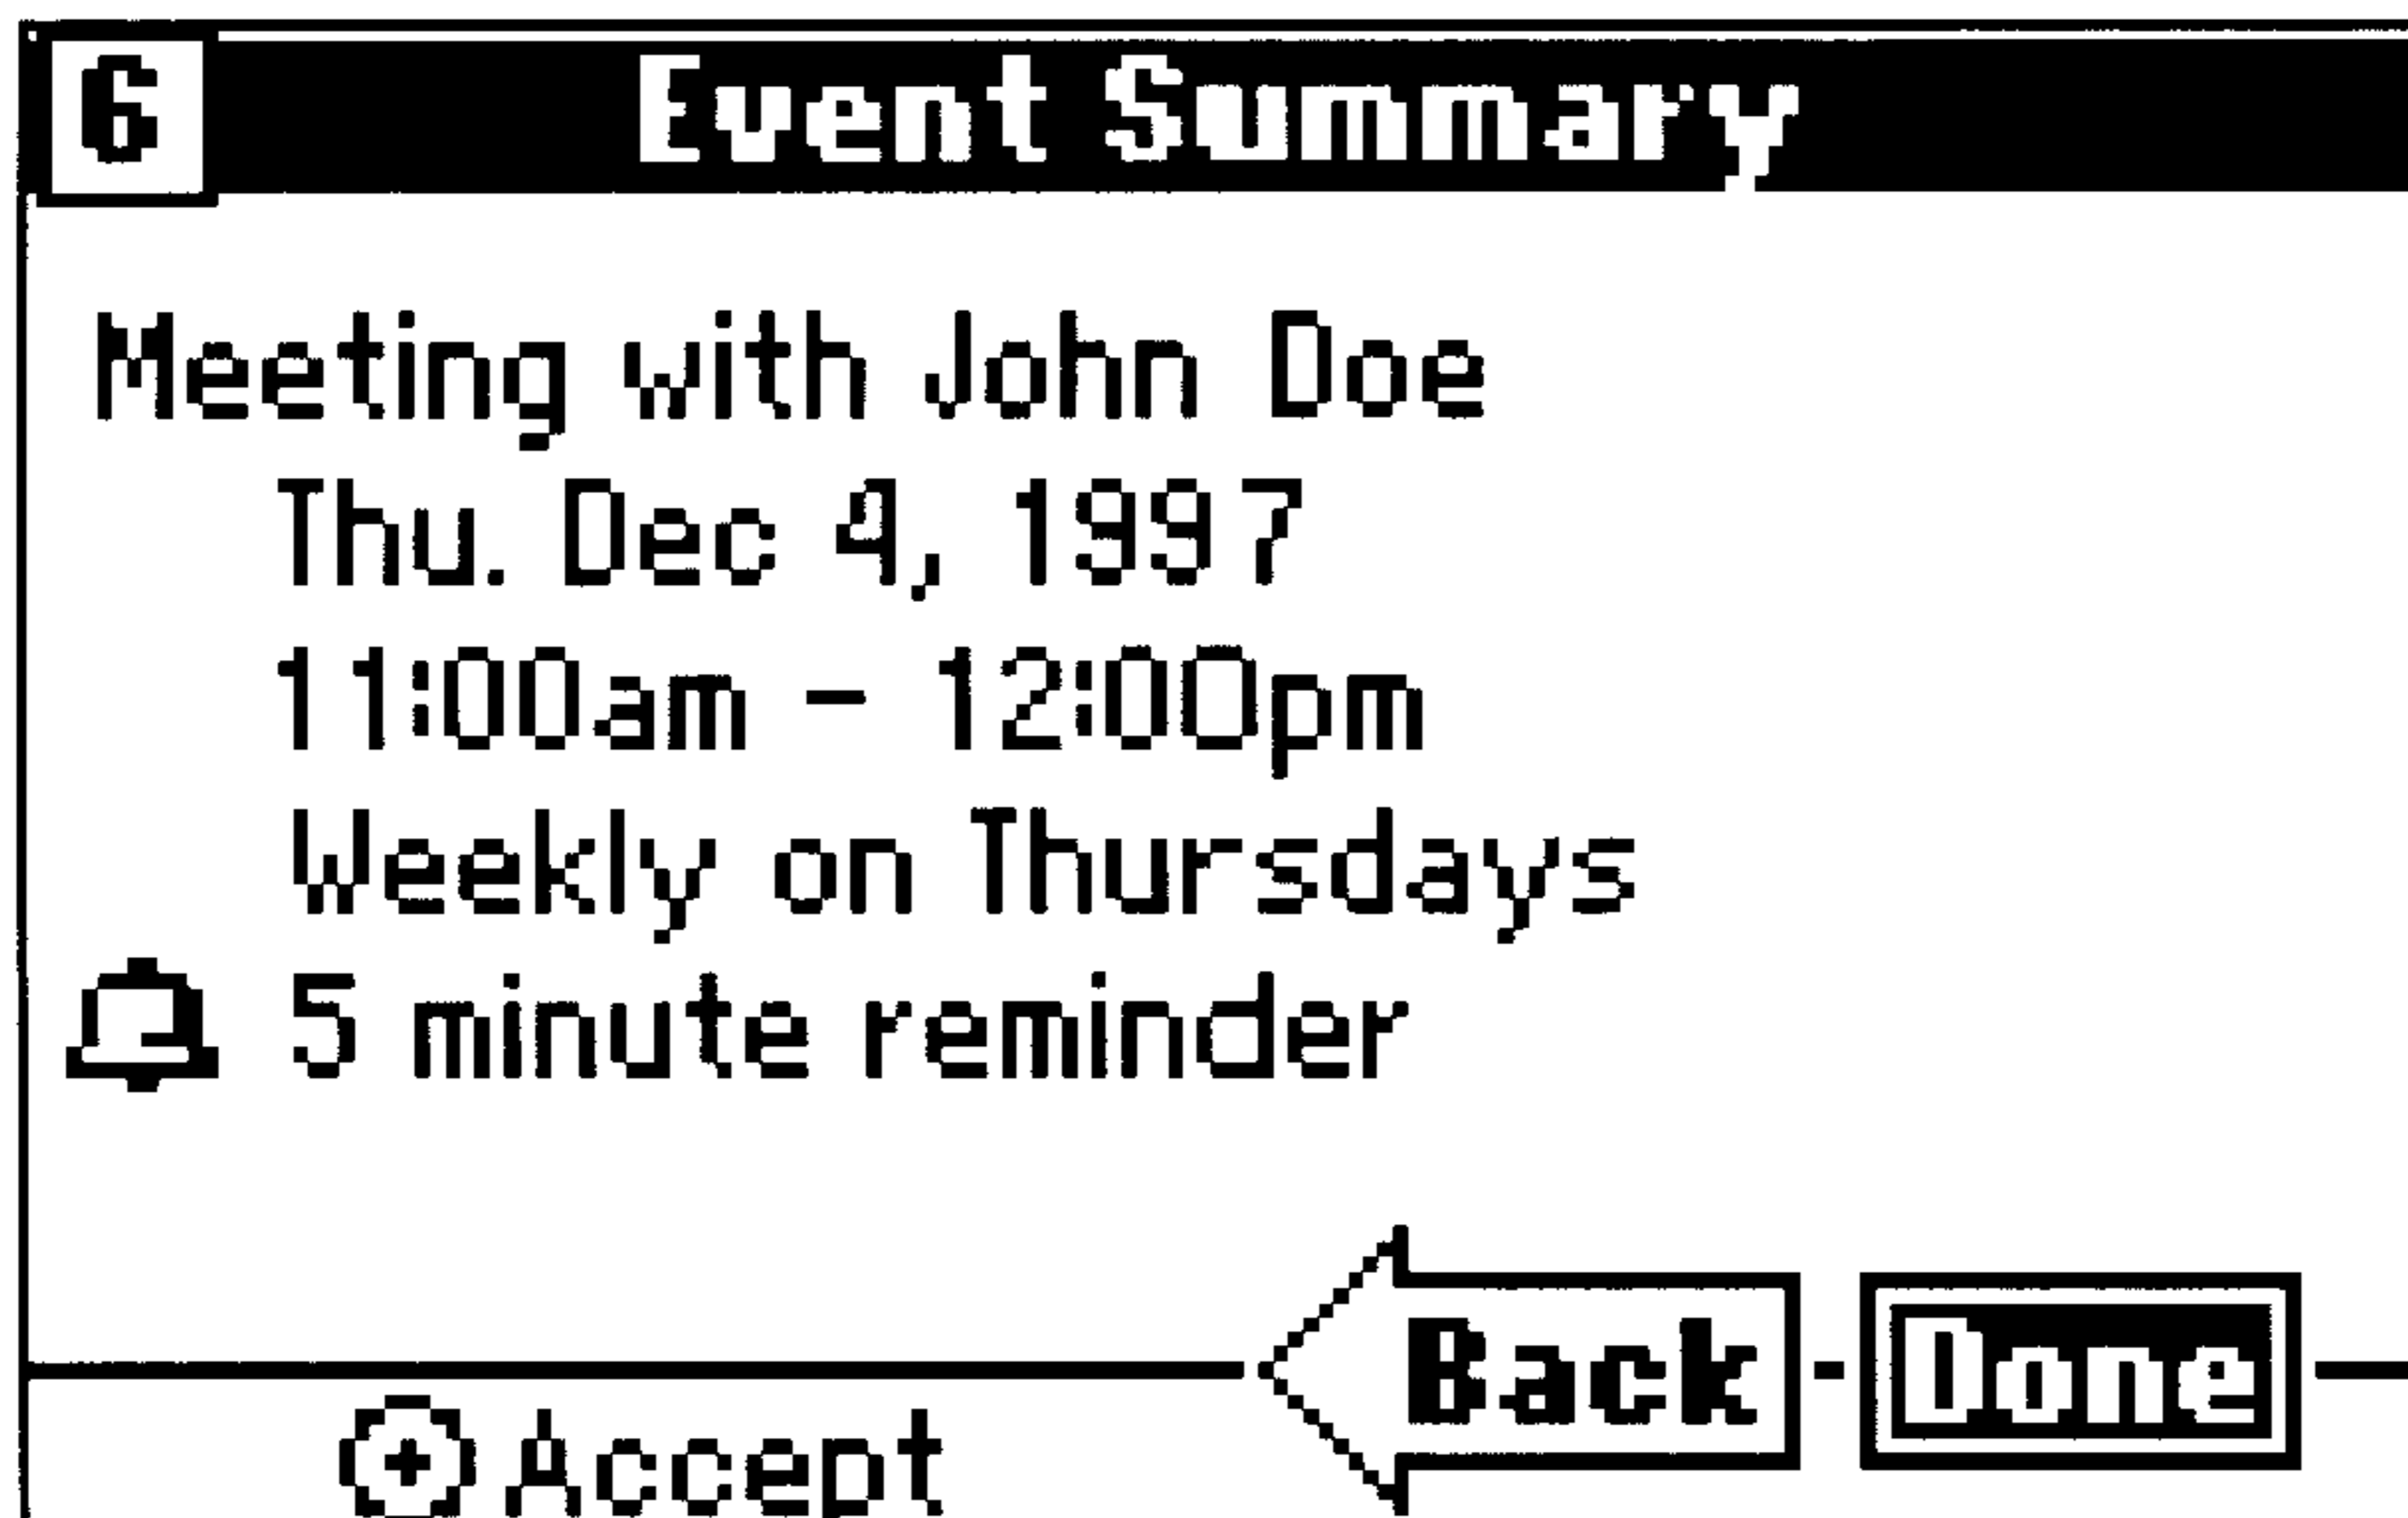 6 Event Summary
Meeting with John Doe
Thu. Dec 4, 1997
11:00am - 12:00pm
Weekly on Thursdays
5 minute reminder
Back Done
Accept